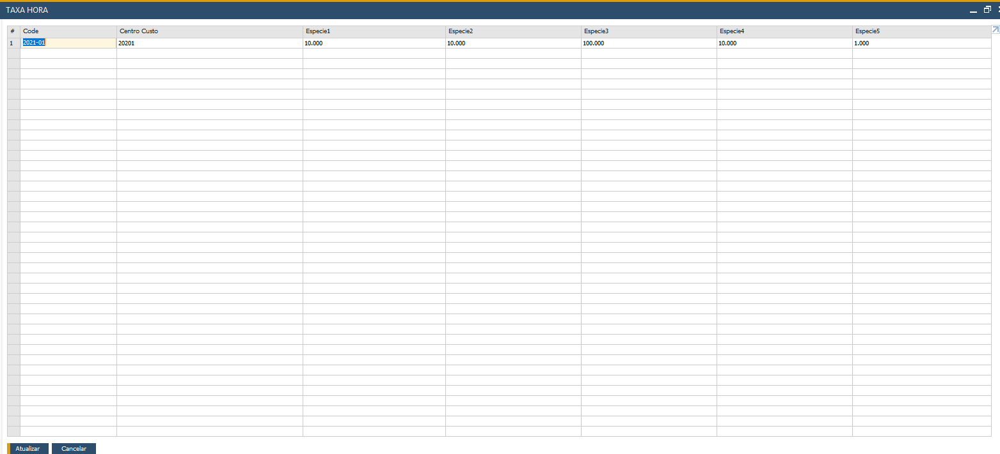 TAXA HORA
# Code Centro Custo Especie1 Especie2 Especie3 Especie4 Especie5
1 2021-01 20201 10.000 10.000 100.000 10.000 1.000
Atualizar Cancelar